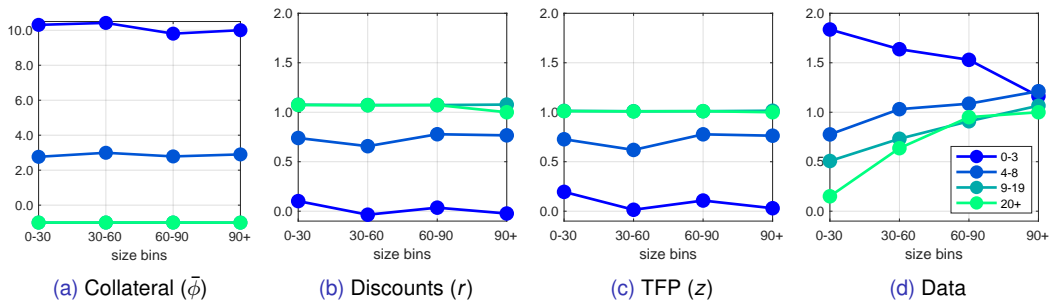 10.0
8.0
6.0
4.0
2.0
0.0
0-30 30-60 60-90 90+
size bins
(a) Collateral (ϕ̄)
2.0
1.5
1.0
0.5
0.0
0-30 30-60 60-90 90+
size bins
(b) Discounts (r)
2.0
1.5
1.0
0.5
0.0
0-30 30-60 60-90 90+
size bins
(c) TFP (z)
2.0
1.5
1.0
0.5
0.0
0-3
4-8
9-19
20+
0-30 30-60 60-90 90+
size bins
(d) Data